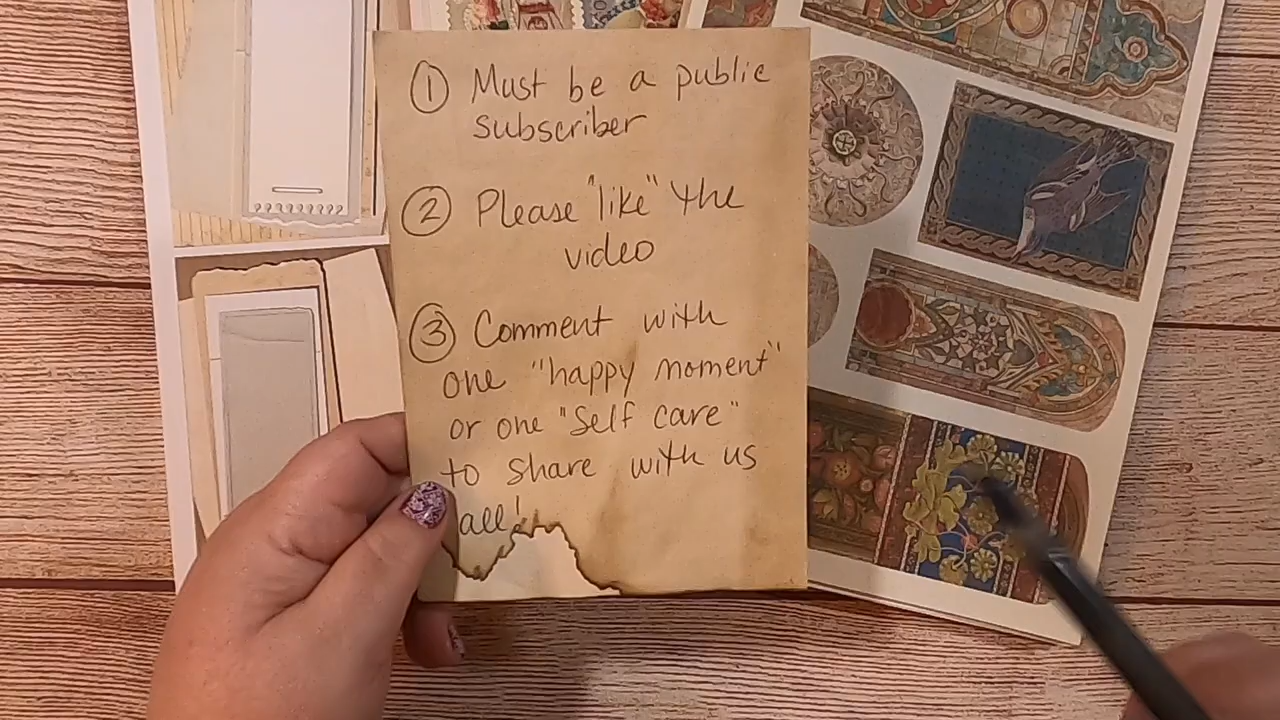 ① Must be a public
subscriber
② Please "like" the
video
③ Comment with
one "happy moment"
or one "Self care"
to share with us
all!